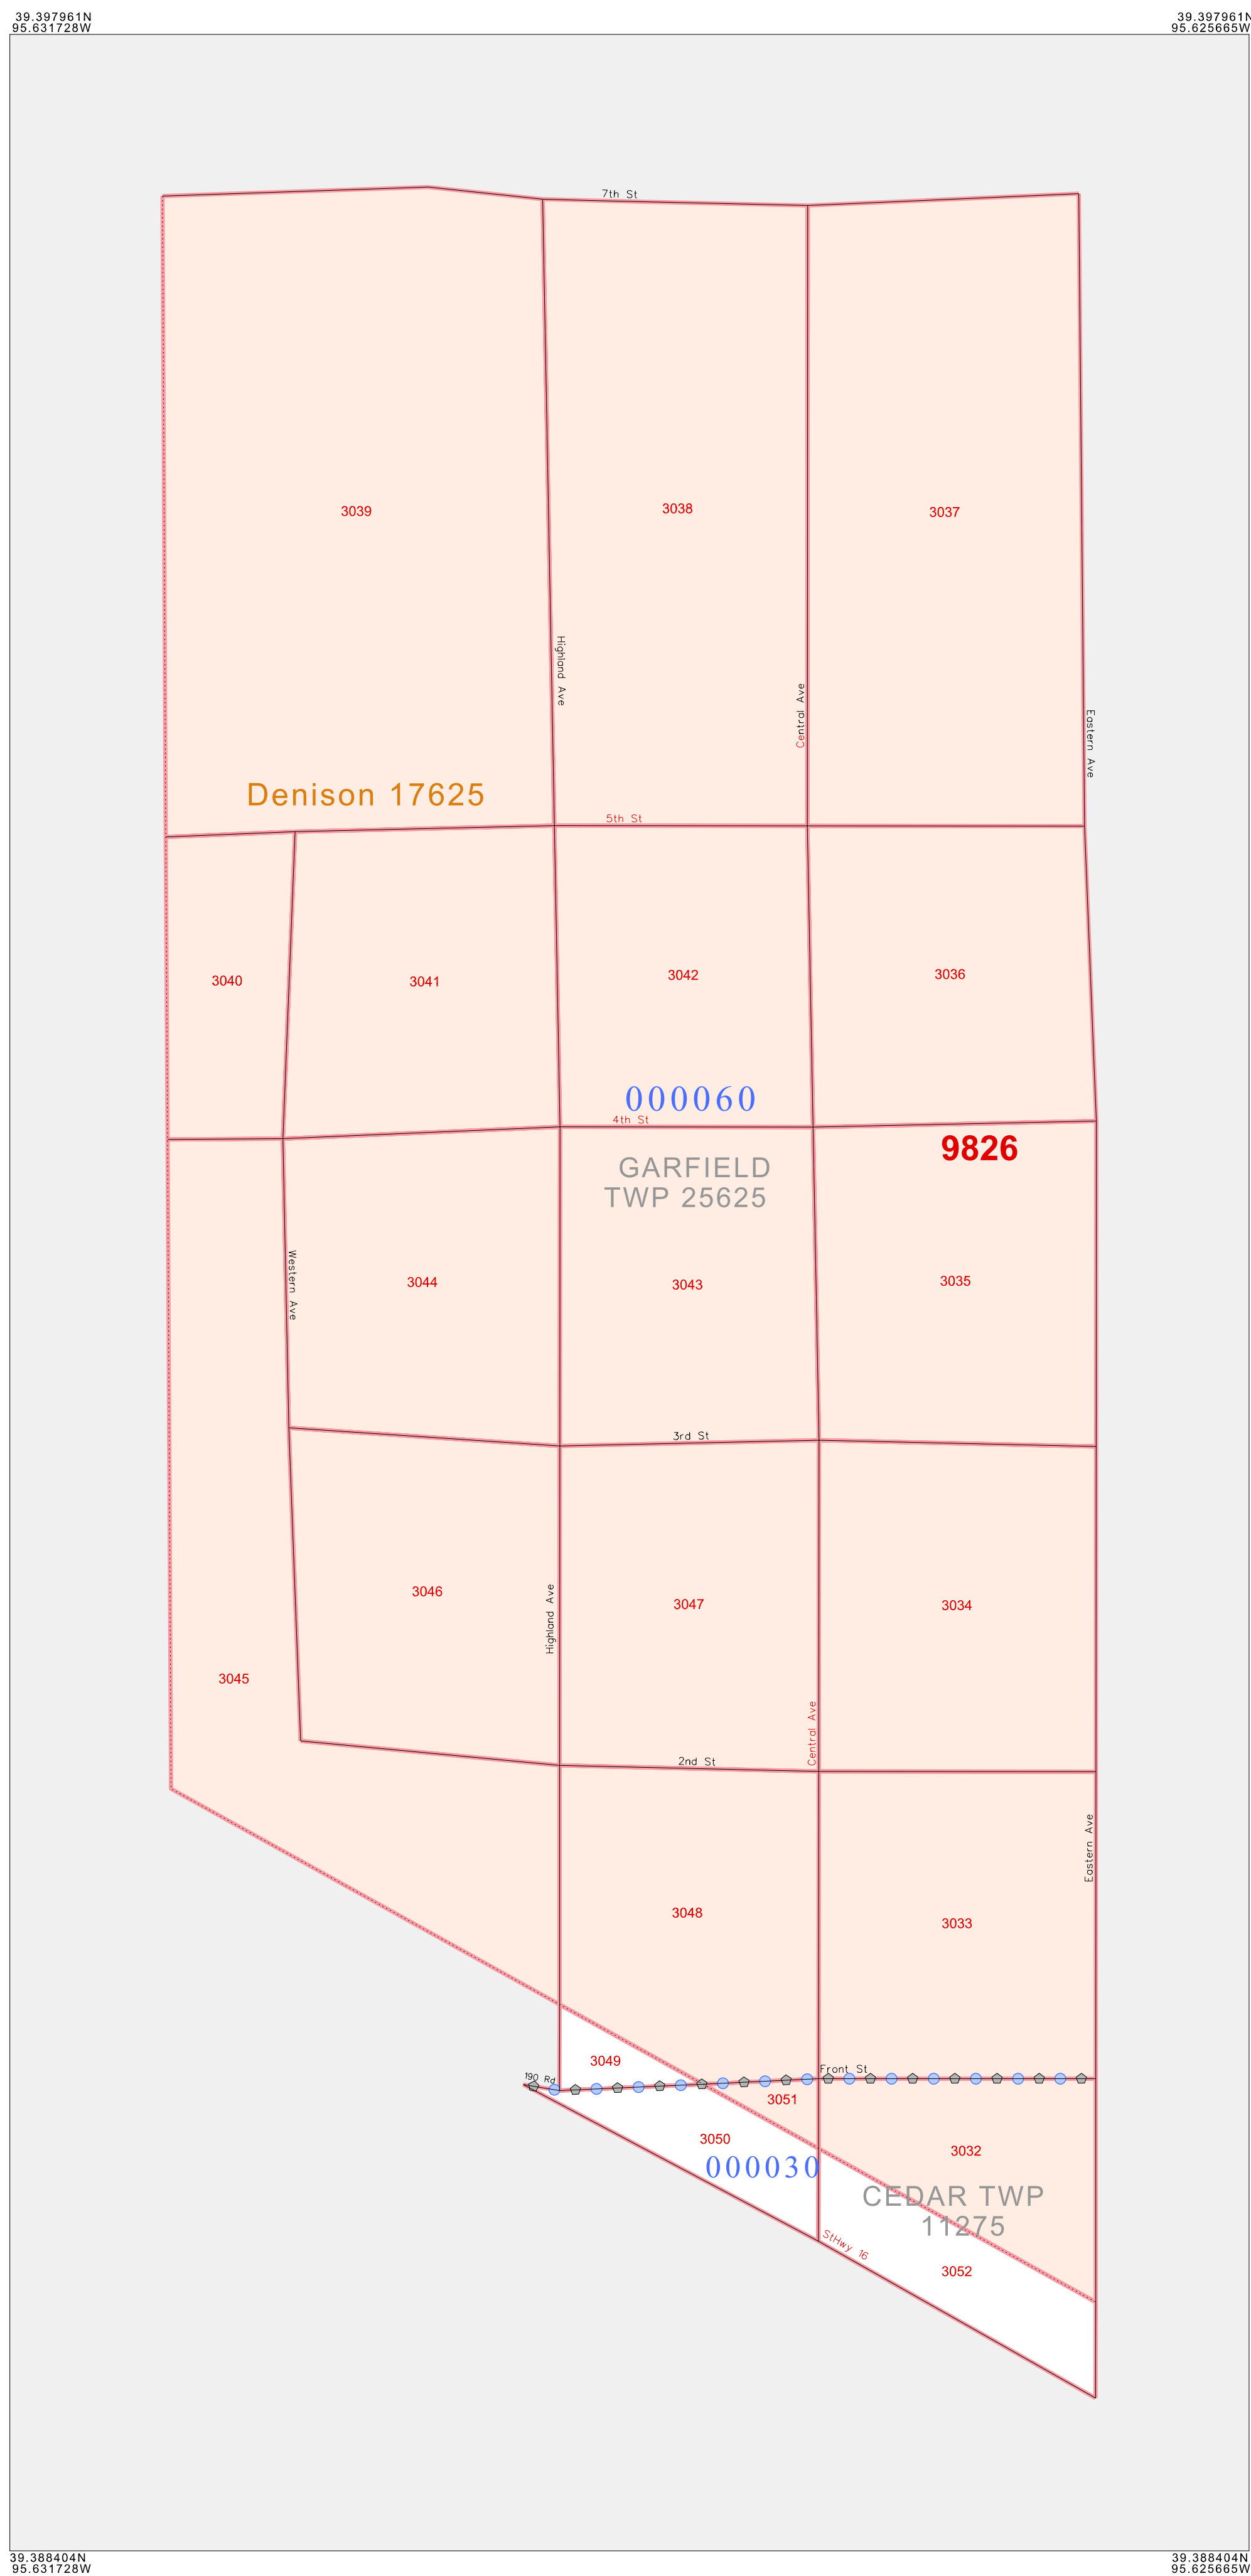 39.397961N
95.631728W
39.397961N
95.625665W
7th St
3039
3038
3037
Highland Ave
Central Ave
Eastern Ave
Denison 17625
5th St
3040
3041
3042
3036
000060
4th St
9826
GARFIELD
TWP 25625
Western Ave
3044
3043
3035
3rd St
3046
3047
3034
Highland Ave
3045
Central Ave
2nd St
Eastern Ave
3048
3033
3049
Front St
190 Rd
3051
3050
3032
000030
CEDAR TWP
11275
StHwy 16
3052
39.388404N
95.631728W
39.388404N
95.625665W